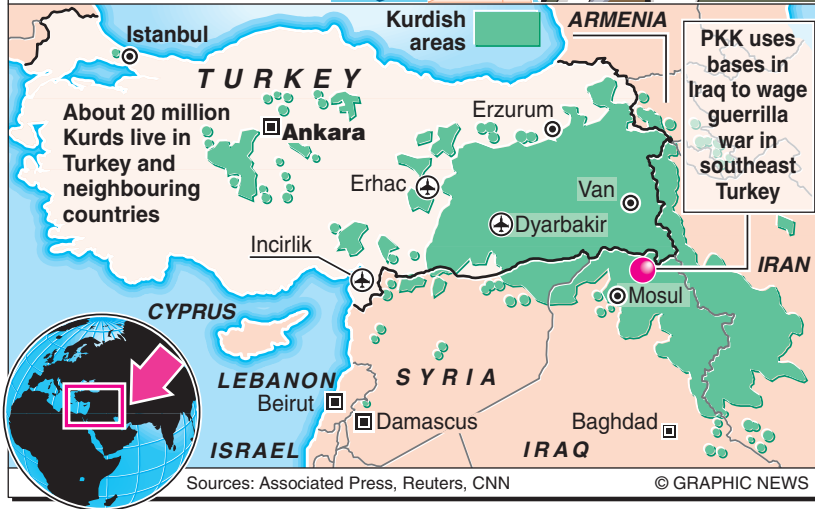 Kurdish
areas
ARMENIA
Istanbul
TURKEY
PKK uses
bases in
Iraq to wage
guerrilla
war in
southeast
Turkey
About 20 million
Kurds live in
Turkey and
neighbouring
countries
Ankara
Erzurum
Erhac
Van
Dyarbakir
Incirlik
IRAN
Mosul
CYPRUS
SYRIA
LEBANON
Beirut
Damascus
Baghdad
ISRAEL
IRAQ
Sources: Associated Press, Reuters, CNN
© GRAPHIC NEWS